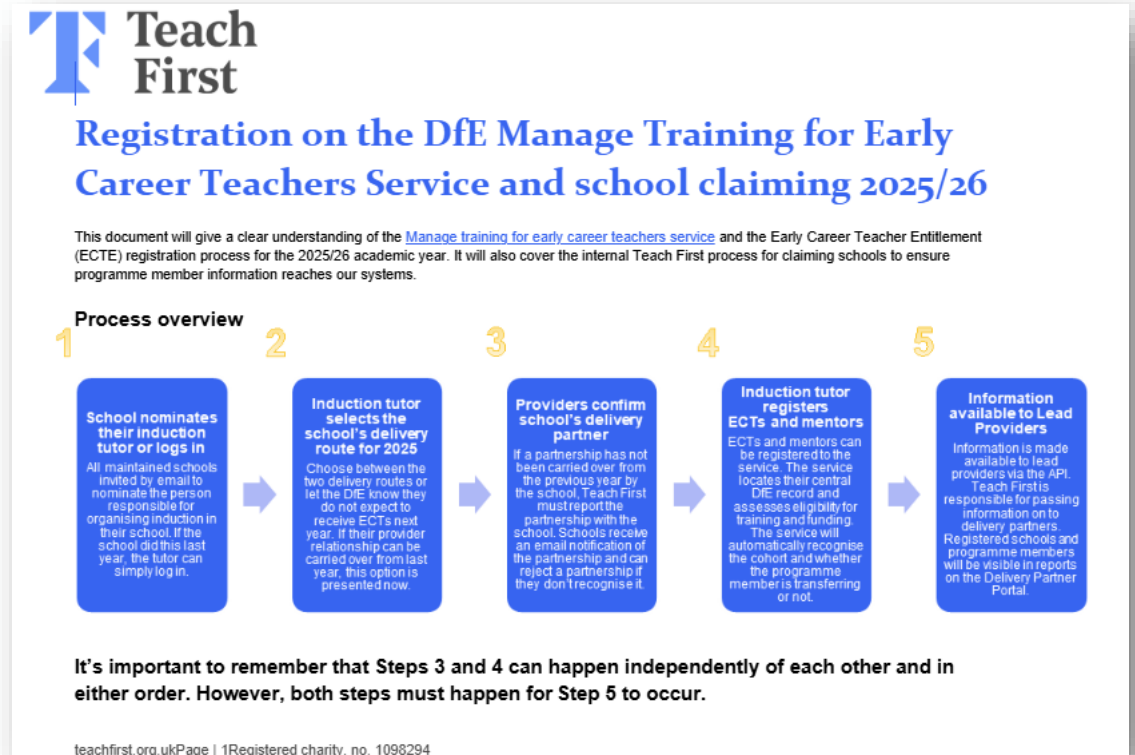 Teach
First
Registration on the DfE Manage Training for Early
Career Teachers Service and school claiming 2025/26
This document will give a clear understanding of the Manage training for early career teachers service and the Early Career Teacher Entitlement
(ECTE) registration process for the 2025/26 academic year. It will also cover the internal Teach First process for claiming schools to ensure
programme member information reaches our systems.
Process overview
1
School nominates
their induction
tutor or logs in
All maintained schools
invited by email to
nominate the person
responsible for
organising induction in
their school. If the
school did this last
year, the tutor can
simply log in.
2
Induction tutor
selects the
school's delivery
route for 2025
Choose between the
two delivery routes or
let the DfE know they
do not expect to
receive ECTs next
year. If their provider
relationship can be
carried over from last
year, this option is
presented now.
3
Providers confirm
school's delivery
partner
If a partnership has not
been carried over from
the previous year by
the school, Teach First
must report the
partnership with the
school. Schools receive
an email notification of
the partnership and can
reject a partnership if
they don't recognise it.
4
Induction tutor
registers
ECTs and mentors
ECTs and mentors can
be registered to the
service. The service
locates their central
DfE record and
assesses eligibility for
training and funding.
The service will
automatically recognise
the cohort and whether
the programme
member is transferring
or not.
5
Information
available to Lead
Providers
Information is made
available to lead
providers via the API.
Teach First is
responsible for passing
information on to
delivery partners.
Registered schools and
programme members
will be visible in reports
on the Delivery Partner
Portal.
It's important to remember that Steps 3 and 4 can happen independently of each other and in
either order. However, both steps must happen for Step 5 to occur.
teachfirst.org.ukPage | 1Registered charity, no. 1098294